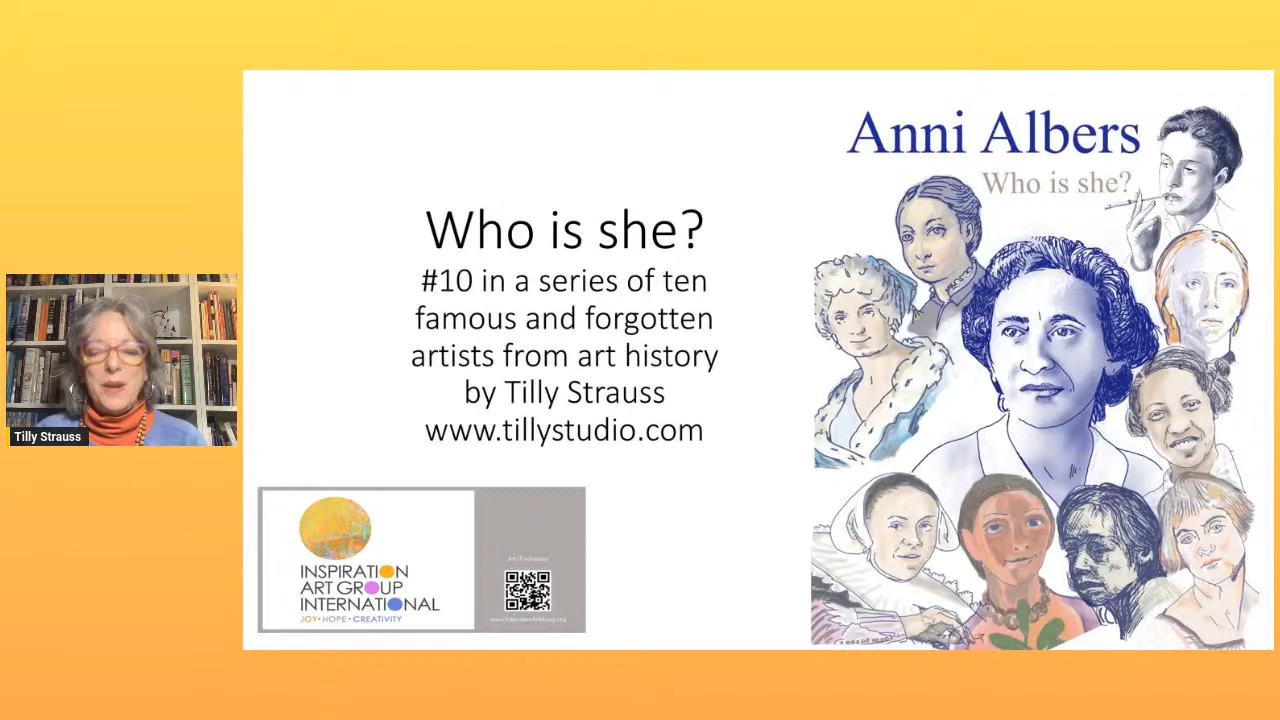 Anni Albers
Who is she?
Who is she?
#10 in a series of ten
famous and forgotten
artists from art history
by Tilly Strauss
www.tillystudio.com
Tilly Strauss
INSPIRATION
ART GROUP
INTERNATIONAL
JOY•HOPE•CREATIVITY